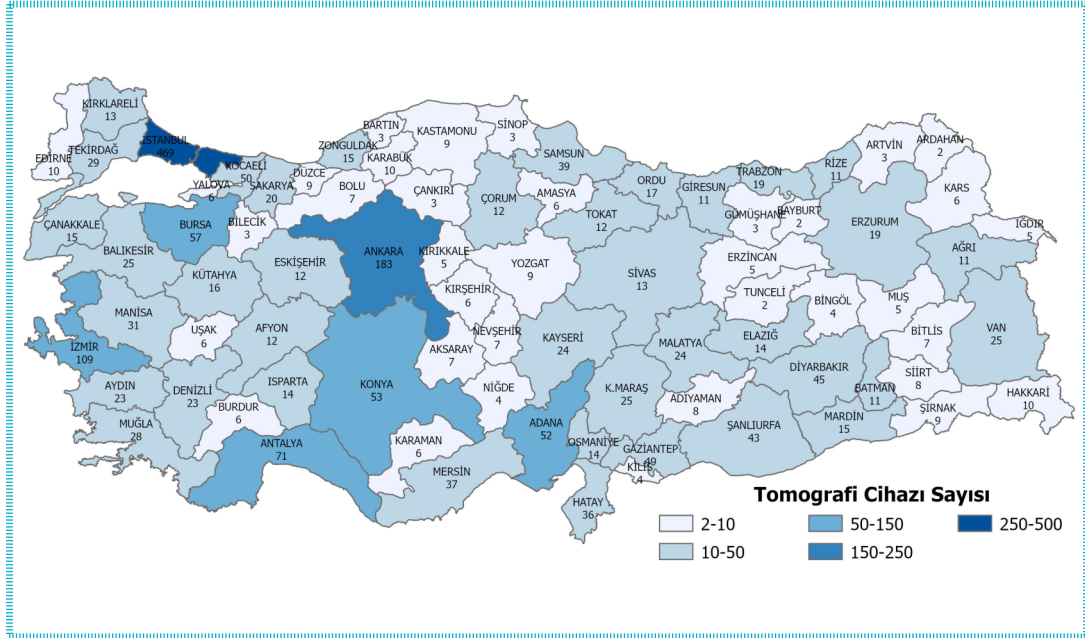 KIRKLARELİ
13
EDİRNE
10
TEKİRDAĞ
29
İSTANBUL
469
KOCAELİ
50
YALOVA
6
SAKARYA
20
DÜZCE
9
ZONGULDAK
15
BARTIN
3
KARABÜK
10
KASTAMONU
9
SİNOP
3
BOLU
7
ÇANKIRI
3
SAMSUN
39
ÇORUM
12
AMASYA
6
ORDU
17
TOKAT
12
GİRESUN
11
TRABZON
19
GÜMÜŞHANE
3
BAYBURT
2
RİZE
11
ARTVİN
3
ARDAHAN
2
KARS
6
ERZURUM
19
IĞDIR
5
AĞRI
11
ÇANAKKALE
15
BALIKESİR
25
BURSA
57
BİLECİK
3
KÜTAHYA
16
ESKİŞEHİR
12
ANKARA
183
KIRIKKALE
5
KIRŞEHİR
6
YOZGAT
9
SİVAS
13
ERZİNCAN
5
TUNCELİ
2
BİNGÖL
4
MUŞ
5
BİTLİS
7
VAN
25
MANİSA
31
UŞAK
6
AFYON
12
İZMİR
109
AYDIN
23
DENİZLİ
23
ISPARTA
14
BURDUR
6
MUĞLA
28
ANTALYA
71
KONYA
53
AKSARAY
7
NEVŞEHİR
7
NİĞDE
4
KAYSERİ
24
MALATYA
24
ELAZIĞ
14
DİYARBAKIR
45
BATMAN
11
SİİRT
8
ŞIRNAK
9
HAKKARİ
10
MARDİN
15
ŞANLIURFA
43
ADIYAMAN
8
K.MARAŞ
25
ADANA
52
OSMANİYE
14
GAZİANTEP
49
KİLİS
4
HATAY
36
KARAMAN
6
MERSİN
37
Tomografi Cihazı Sayısı
2-10
50-150
250-500
10-50
150-250